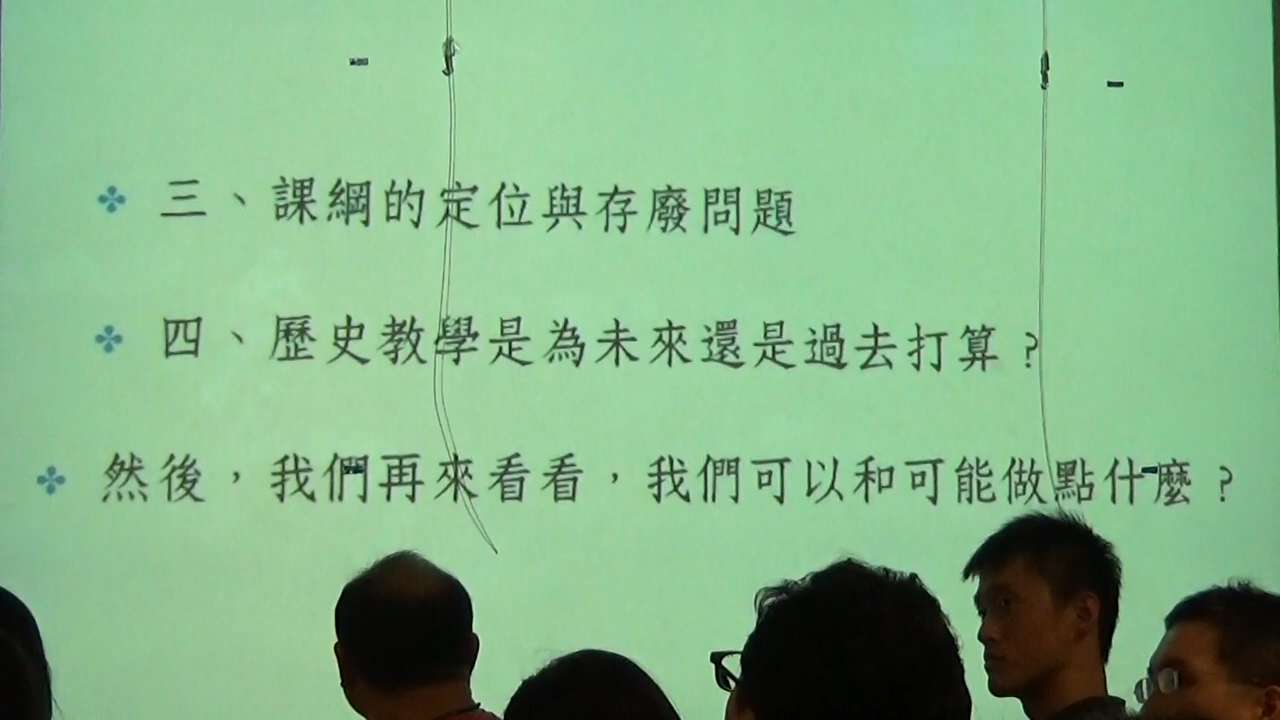 三、課綱的定位與存廢問題
四、歷史教學是為未來還是過去打算?
然後,我們再來看看,我們可以和可能做點什麼?